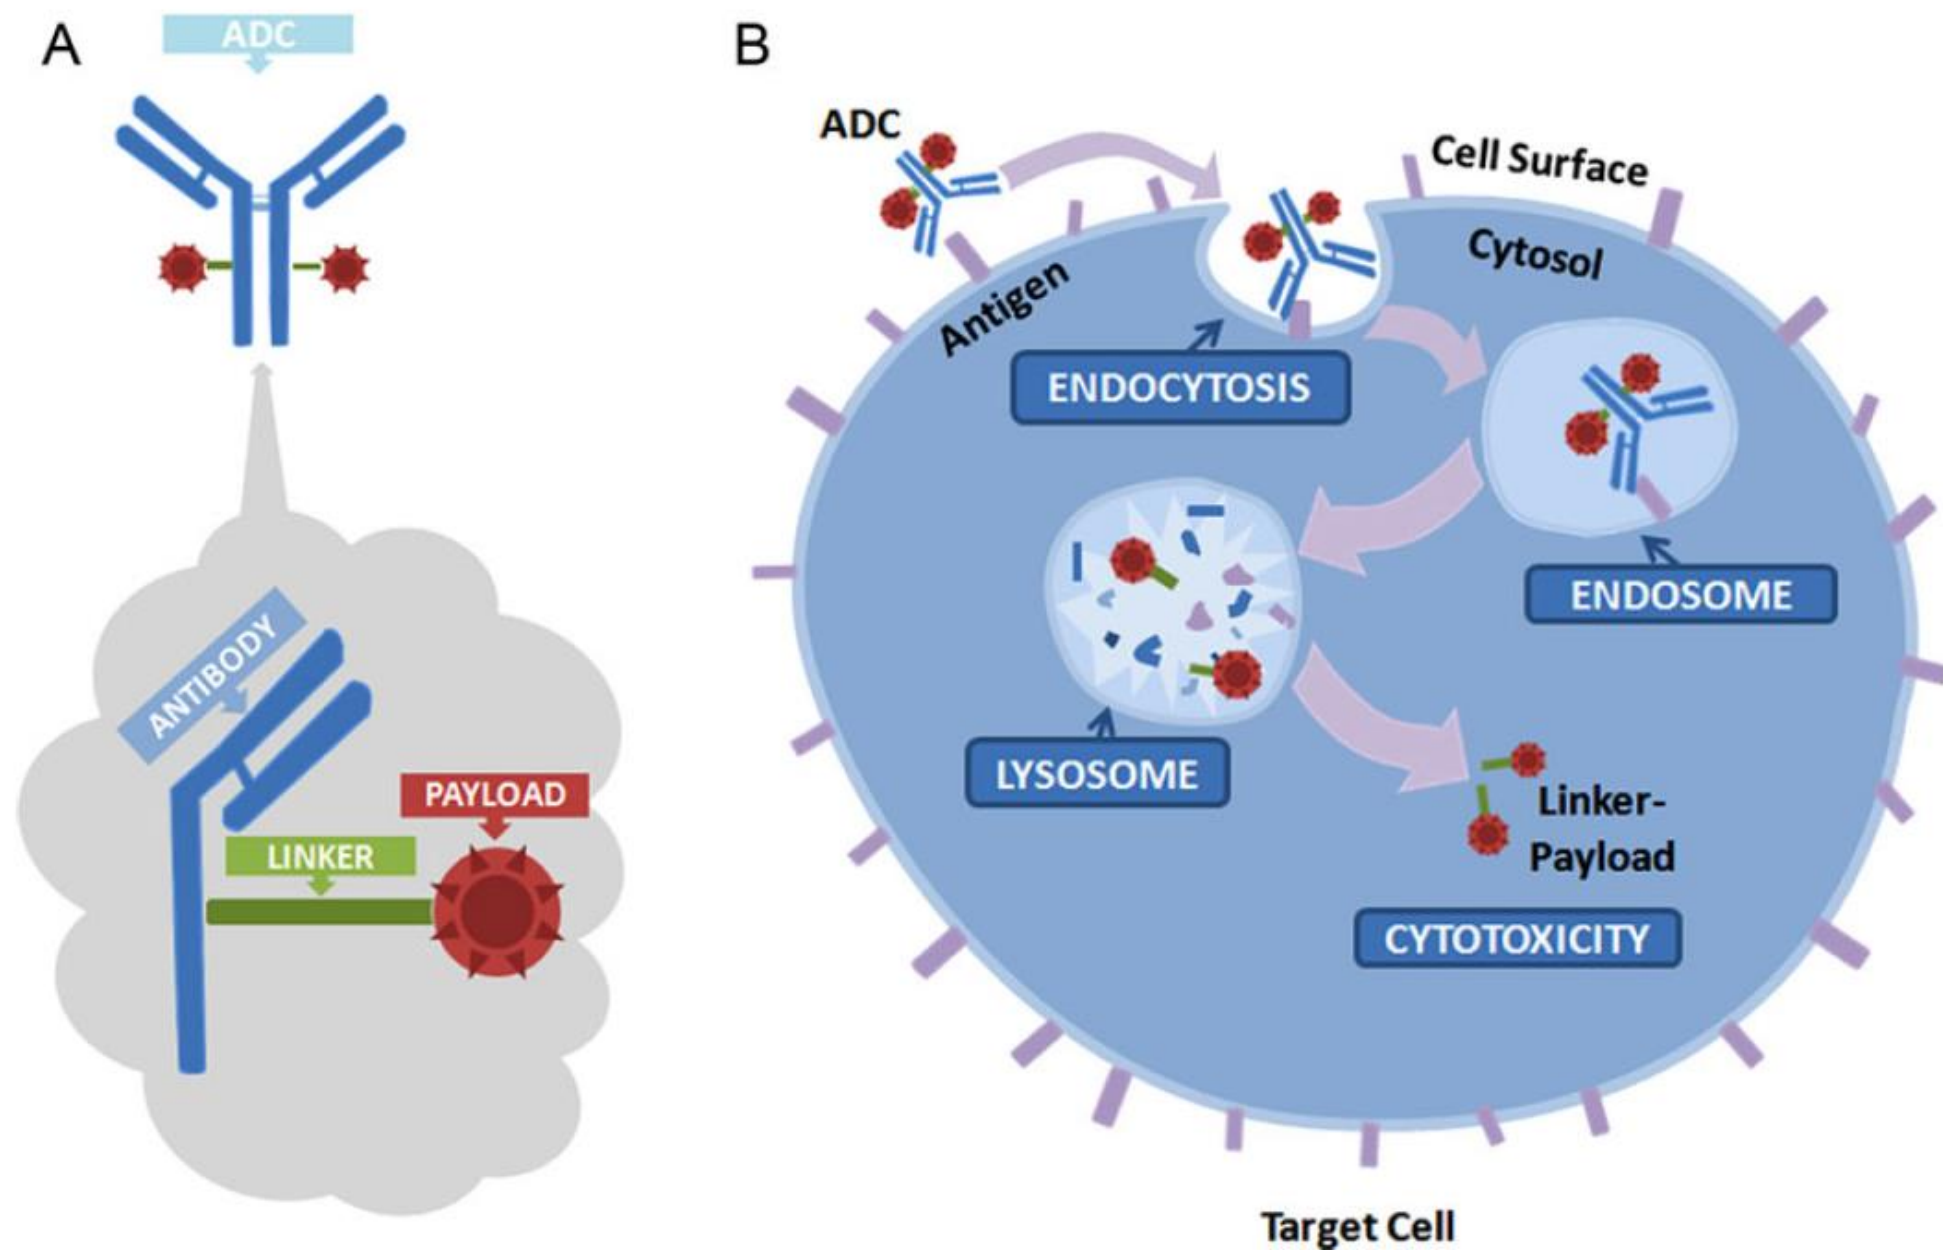 A
ADC
ANTIBODY
PAYLOAD
LINKER
B
ADC
Cell Surface
Cytosol
Antigen
ENDOCYTOSIS
ENDOSOME
LYSOSOME
Linker-
Payload
CYTOTOXICITY
Target Cell